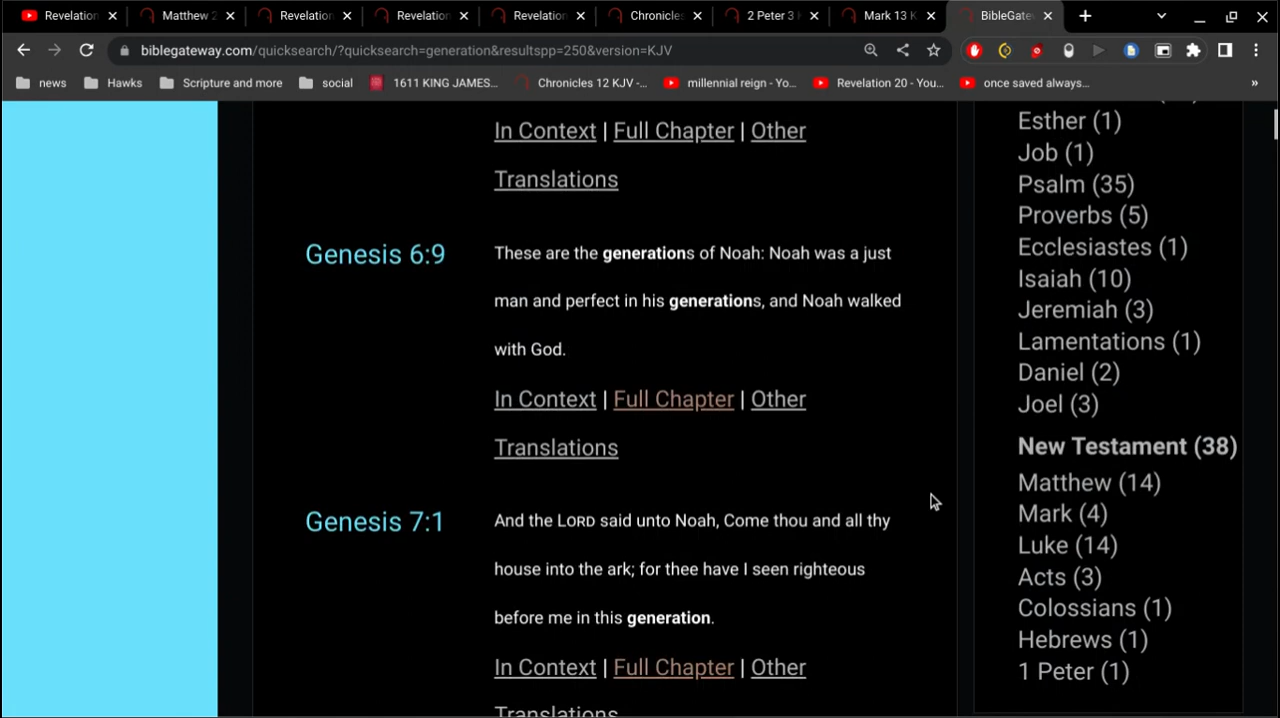 Revelation
Matthew 2
Revelation
Revelation
Revelation
Chronicles
2 Peter 3 K
Mark 13 K
BibleGate
biblegateway.com/quicksearch/?quicksearch=generation&resultspp=250&version=KJV
news
Hawks
Scripture and more
social
1611 KING JAMES...
Chronicles 12 KJV -...
millennial reign - Yo...
Revelation 20 - You...
once saved always...
»
In Context | Full Chapter | Other
Translations
Genesis 6:9
These are the generations of Noah: Noah was a just
man and perfect in his generations, and Noah walked
with God.
In Context | Full Chapter | Other
Translations
Genesis 7:1
And the LORD said unto Noah, Come thou and all thy
house into the ark; for thee have I seen righteous
before me in this generation.
In Context | Full Chapter | Other
Translations
Esther (1)
Job (1)
Psalm (35)
Proverbs (5)
Ecclesiastes (1)
Isaiah (10)
Jeremiah (3)
Lamentations (1)
Daniel (2)
Joel (3)
New Testament (38)
Matthew (14)
Mark (4)
Luke (14)
Acts (3)
Colossians (1)
Hebrews (1)
1 Peter (1)